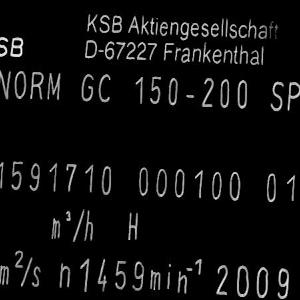 KSB Aktiengesellschaft
SB D-67227 Frankenthal
NORM GC 150-200 SP
1591710 000100 01
m³/h H
m²/s n1459min⁻¹ 2009